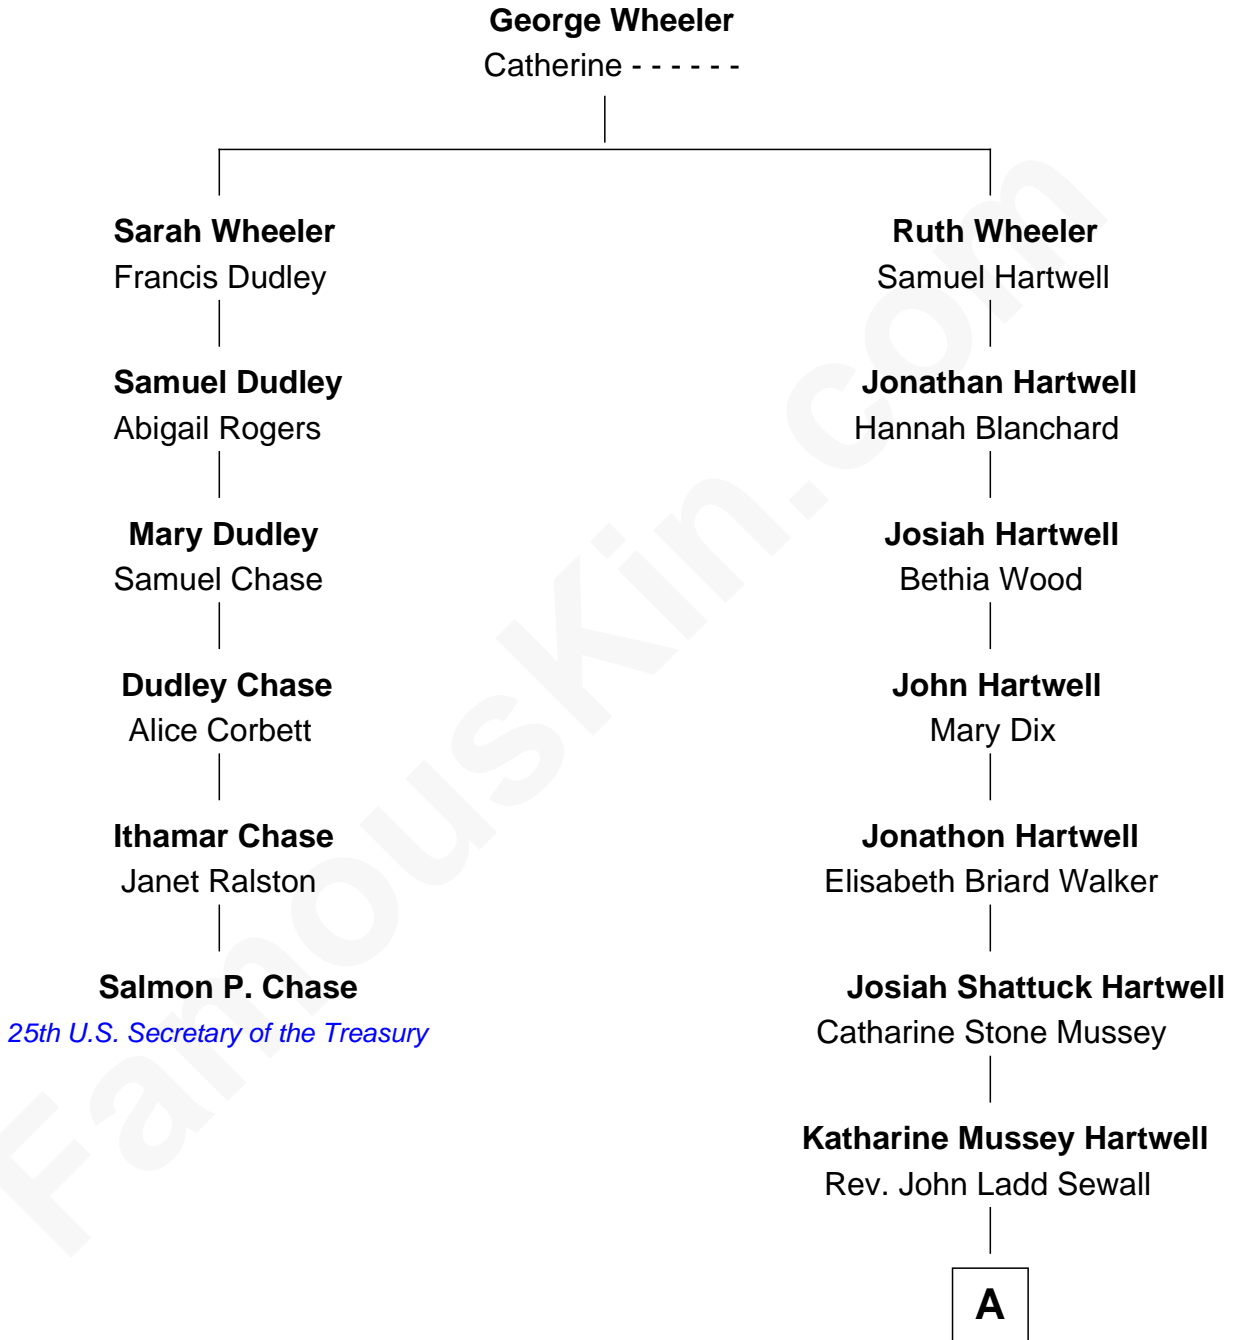 George Wheeler
Catherine - - - - - -
Sarah Wheeler
Francis Dudley
Ruth Wheeler
Samuel Hartwell
Samuel Dudley
Abigail Rogers
Jonathan Hartwell
Hannah Blanchard
Mary Dudley
Samuel Chase
Josiah Hartwell
Bethia Wood
Dudley Chase
Alice Corbett
John Hartwell
Mary Dix
Ithamar Chase
Janet Ralston
Jonathon Hartwell
Elisabeth Briard Walker
Salmon P. Chase
25th U.S. Secretary of the Treasury
Josiah Shattuck Hartwell
Catharine Stone Mussey
Katharine Mussey Hartwell
Rev. John Ladd Sewall
A
FamousKin.com